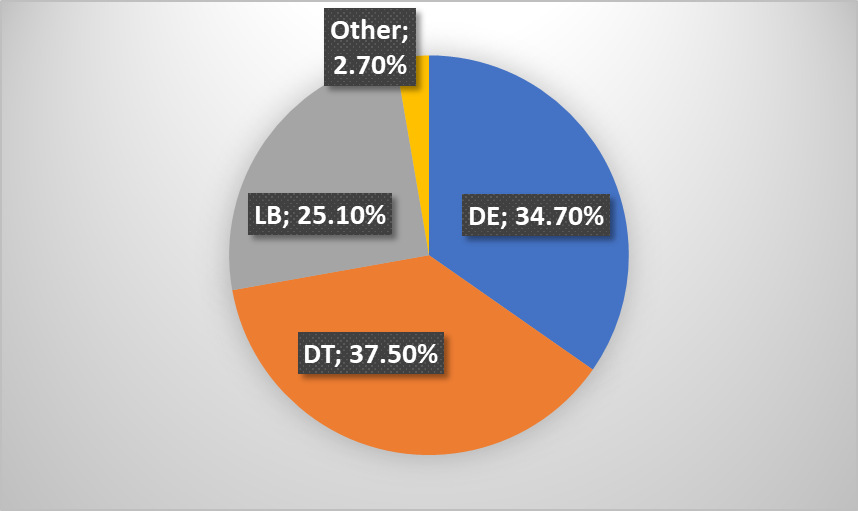 Other;
2.70%
LB; 25.10%
DE; 34.70%
DT; 37.50%